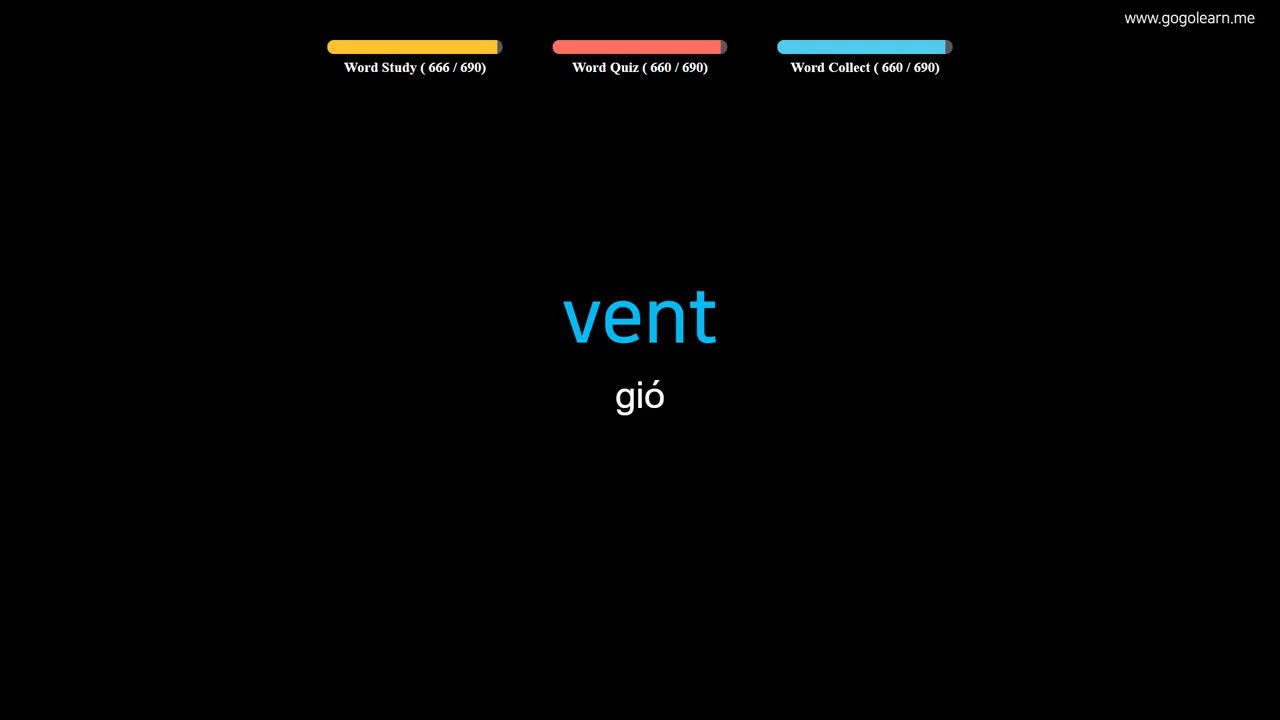 www.gogolearn.me
Word Study ( 666 / 690)
Word Quiz ( 660 / 690)
Word Collect ( 660 / 690)
vent
gió